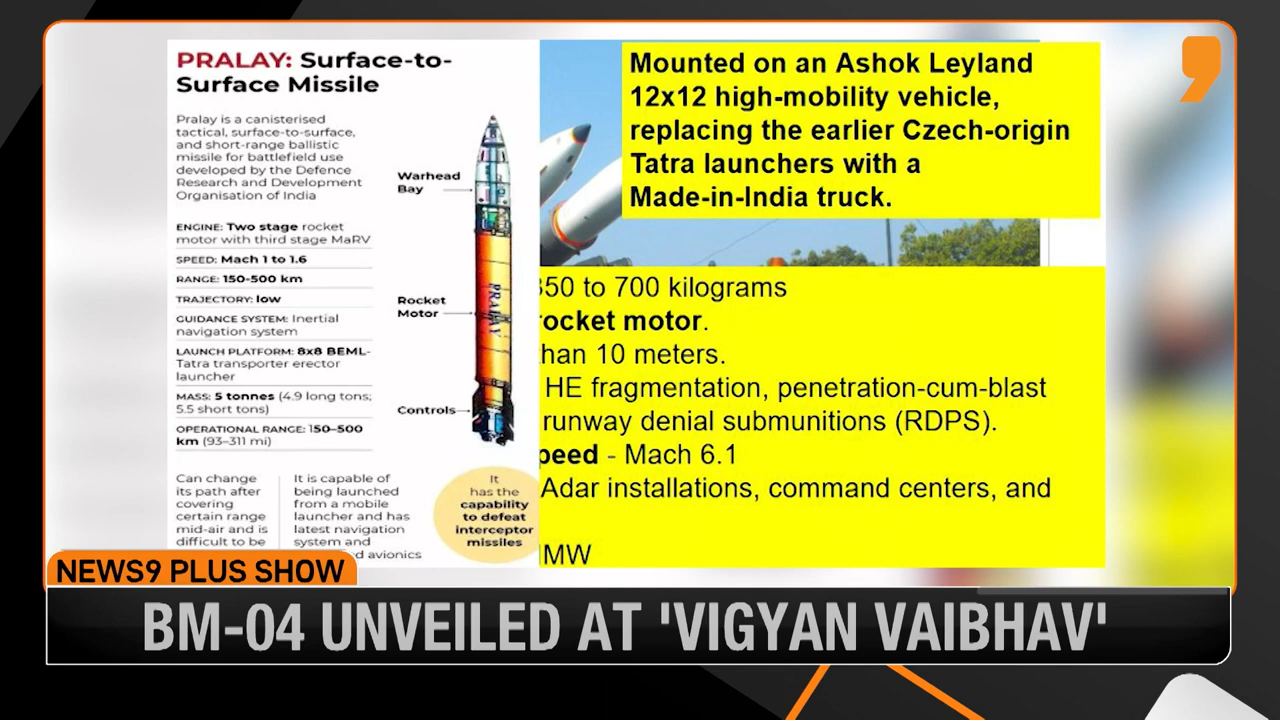 PRALAY: Surface-to-
Surface Missile
Pralay is a canisterised
tactical, surface-to-surface,
and short-range ballistic
missile for battlefield use
developed by the Defence
Research and Development
Organisation of India
ENGINE: Two stage rocket
motor with third stage MaRV
SPEED: Mach 1 to 1.6
RANGE: 150-500 km
TRAJECTORY: low
GUIDANCE SYSTEM: Inertial
navigation system
LAUNCH PLATFORM: 8x8 BEML-
Tatra transporter erector
launcher
MASS: 5 tonnes (4.9 long tons;
5.5 short tons)
OPERATIONAL RANGE: 150–500
km (93–311 mi)
Can change
its path after
covering
certain range
mid-air and is
difficult to be
It is capable of
being launched
from a mobile
launcher and has
latest navigation
system and
avionics
Warhead
Bay
Rocket
Motor
Controls
PRALAY
It
has the
capability
to defeat
interceptor
missiles
Mounted on an Ashok Leyland
12x12 high-mobility vehicle,
replacing the earlier Czech-origin
Tatra launchers with a
Made-in-India truck.
350 to 700 kilograms
rocket motor.
than 10 meters.
HE fragmentation, penetration-cum-blast
runway denial submunitions (RDPS).
peed - Mach 6.1
Adar installations, command centers, and
MW
NEWS9 PLUS SHOW
BM-04 UNVEILED AT 'VIGYAN VAIBHAV'